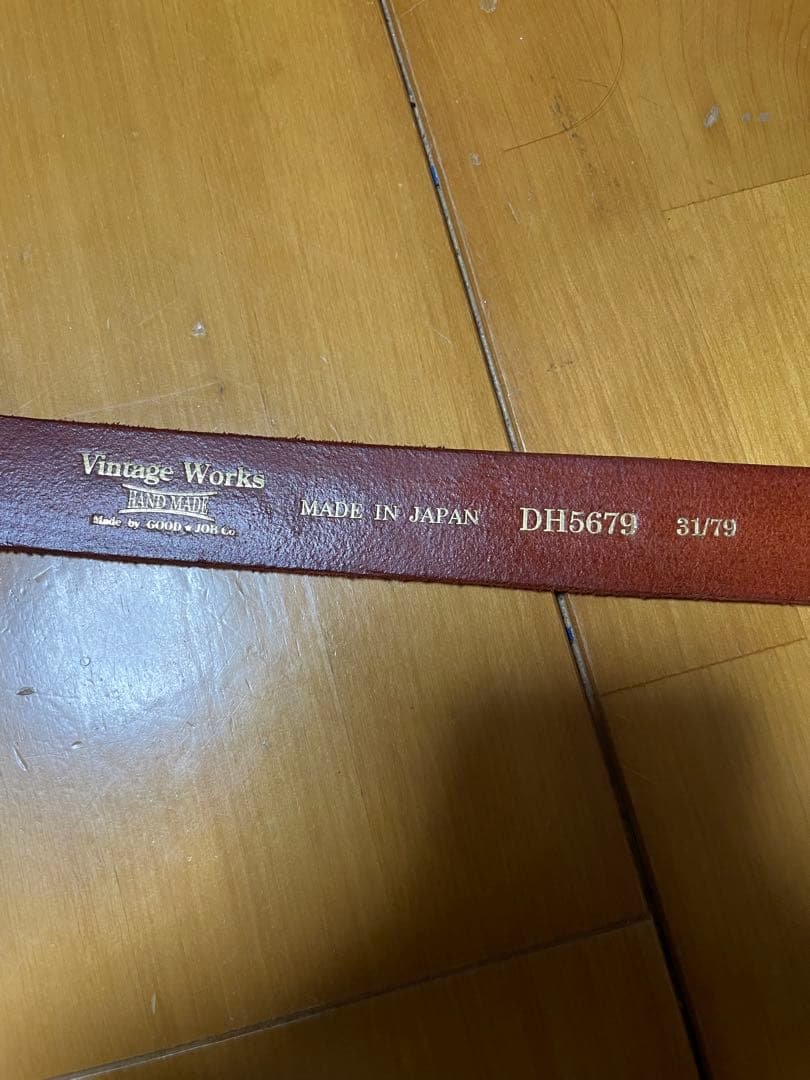 Vintage Works
HAND MADE
Made by GOOD★JOB Co
MADE IN JAPAN
DH5679
31/79